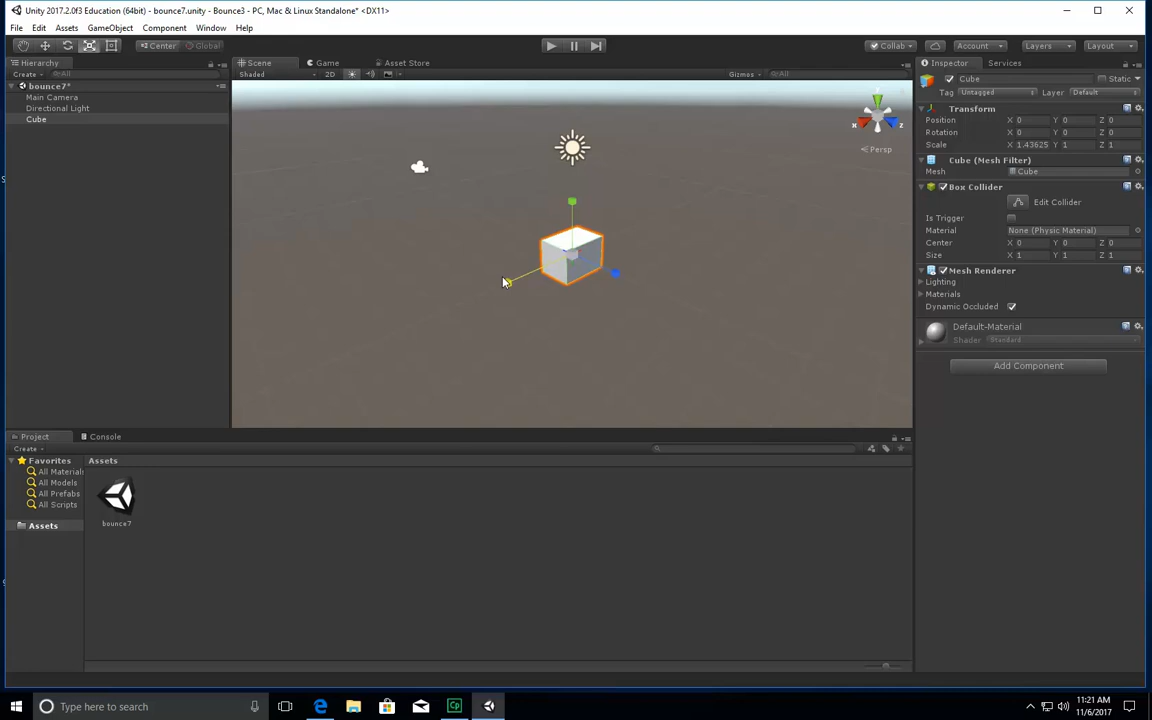 Unity 2017.2.0f3 Education (64bit) - bounce7.unity - Bounce3 - PC, Mac & Linux Standalone* <DX11>
File Edit Assets GameObject Component Window Help
Center Global Collab Account Layers Layout
Hierarchy Scene Game Asset Store Inspector Services
Create All Shaded 2D Gizmos All Cube Static
bounce7* Tag Untagged Layer Default
Main Camera
Directional Light
Cube
Transform
Position X 0 Y 0 Z 0
Rotation X 0 Y 0 Z 0
Scale X 1.43625 Y 1 Z 1
y x z
Persp
Cube (Mesh Filter)
Mesh Cube
Box Collider
Edit Collider
Is Trigger
Material None (Physic Material)
Center X 0 Y 0 Z 0
Size X 1 Y 1 Z 1
Mesh Renderer
Lighting
Materials
Dynamic Occluded
Default-Material
Shader Standard
Add Component
Project Console
Create
Favorites Assets
All Material
All Models
All Prefabs
All Scripts
Assets
bounce7
Type here to search
Cp
11:21 AM
11/6/2017